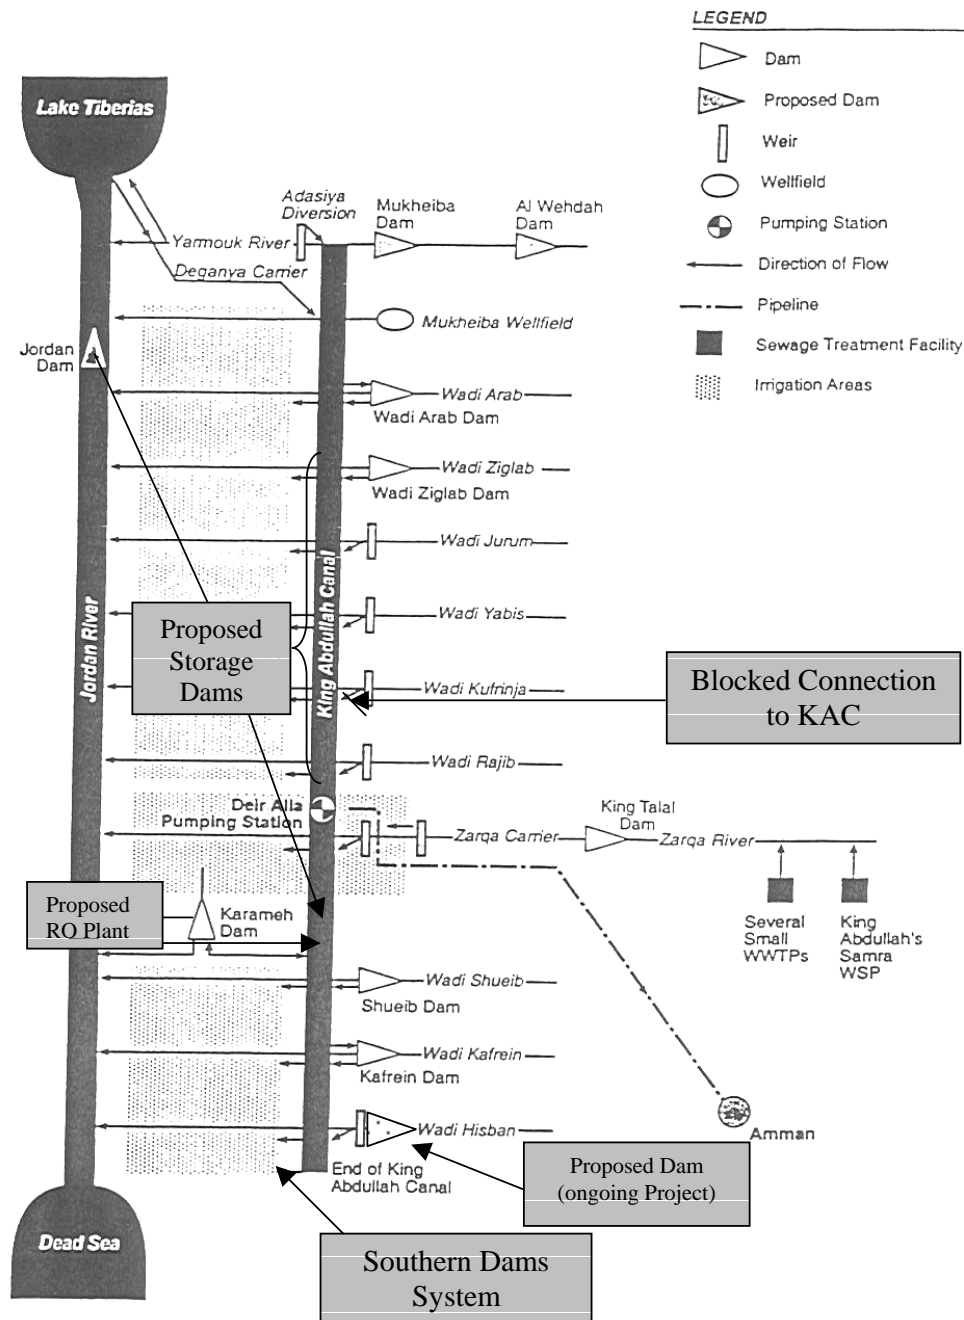 LEGEND
Dam
Proposed Dam
Weir
Wellfield
Pumping Station
Direction of Flow
Pipeline
Sewage Treatment Facility
Irrigation Areas
Lake Tiberias
Adasiya
Diversion
Mukheiba
Dam
Al Wehdah
Dam
Yarmouk River
Deganya Carrier
Mukheiba Wellfield
Jordan
Dam
Wadi Arab
Wadi Arab Dam
Wadi Ziglab
Wadi Ziglab Dam
Wadi Jurum
King Abdullah Canal
Jordan River
Wadi Yabis
Proposed
Storage
Dams
Wadi Kufrinja
Blocked Connection
to KAC
Wadi Rajib
Deir Alla
Pumping Station
King Talal
Dam
Zarqa Carrier
Zarqa River
Proposed
RO Plant
Karameh
Dam
Several
Small
WWTPs
King
Abdullah's
Samra
WSP
Wadi Shueib
Shueib Dam
Wadi Kafrein
Kafrein Dam
Wadi Hisban
Amman
End of King
Abdullah Canal
Proposed Dam
(ongoing Project)
Dead Sea
Southern Dams
System